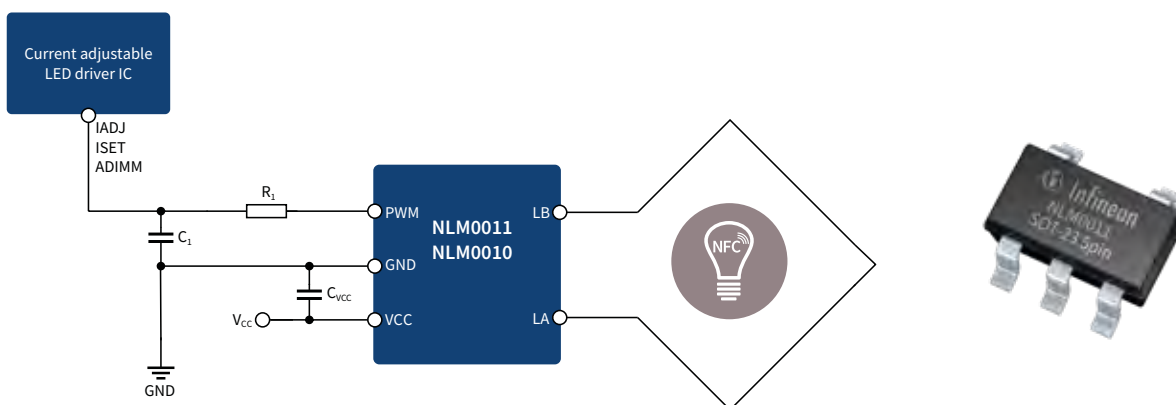 Current adjustable
LED driver IC
IADJ
ISET
ADIMM
R1
C1
PWM
GND
VCC
NLM0011
NLM0010
LB
LA
CVCC
VCC
GND
NFC
Infineon
NLM0011
SOT-23 5pin